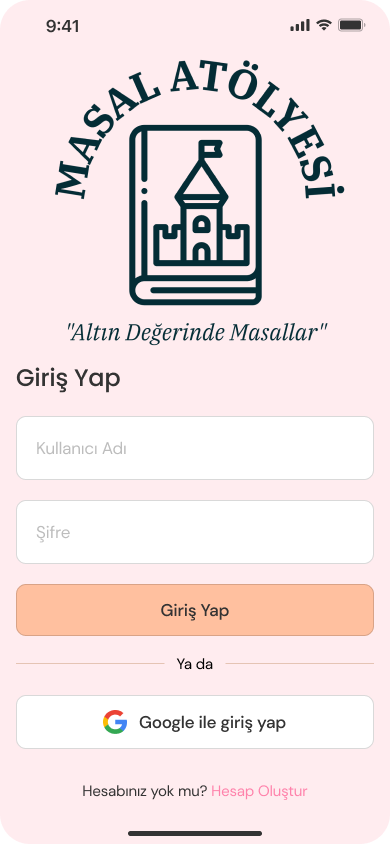 9:41
MASAL ATÖLYESİ
"Altın Değerinde Masallar"
Giriş Yap
Kullanıcı Adı
Şifre
Giriş Yap
Ya da
Google ile giriş yap
Hesabınız yok mu? Hesap Oluştur